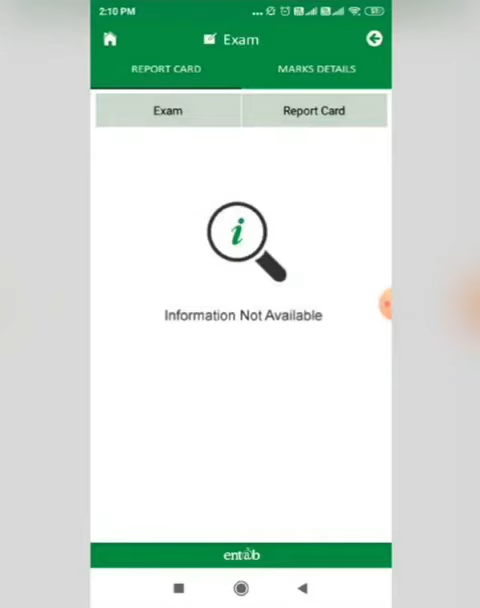 2:10 PM
Exam
REPORT CARD
MARKS DETAILS
Exam
Report Card
i
Information Not Available
entab